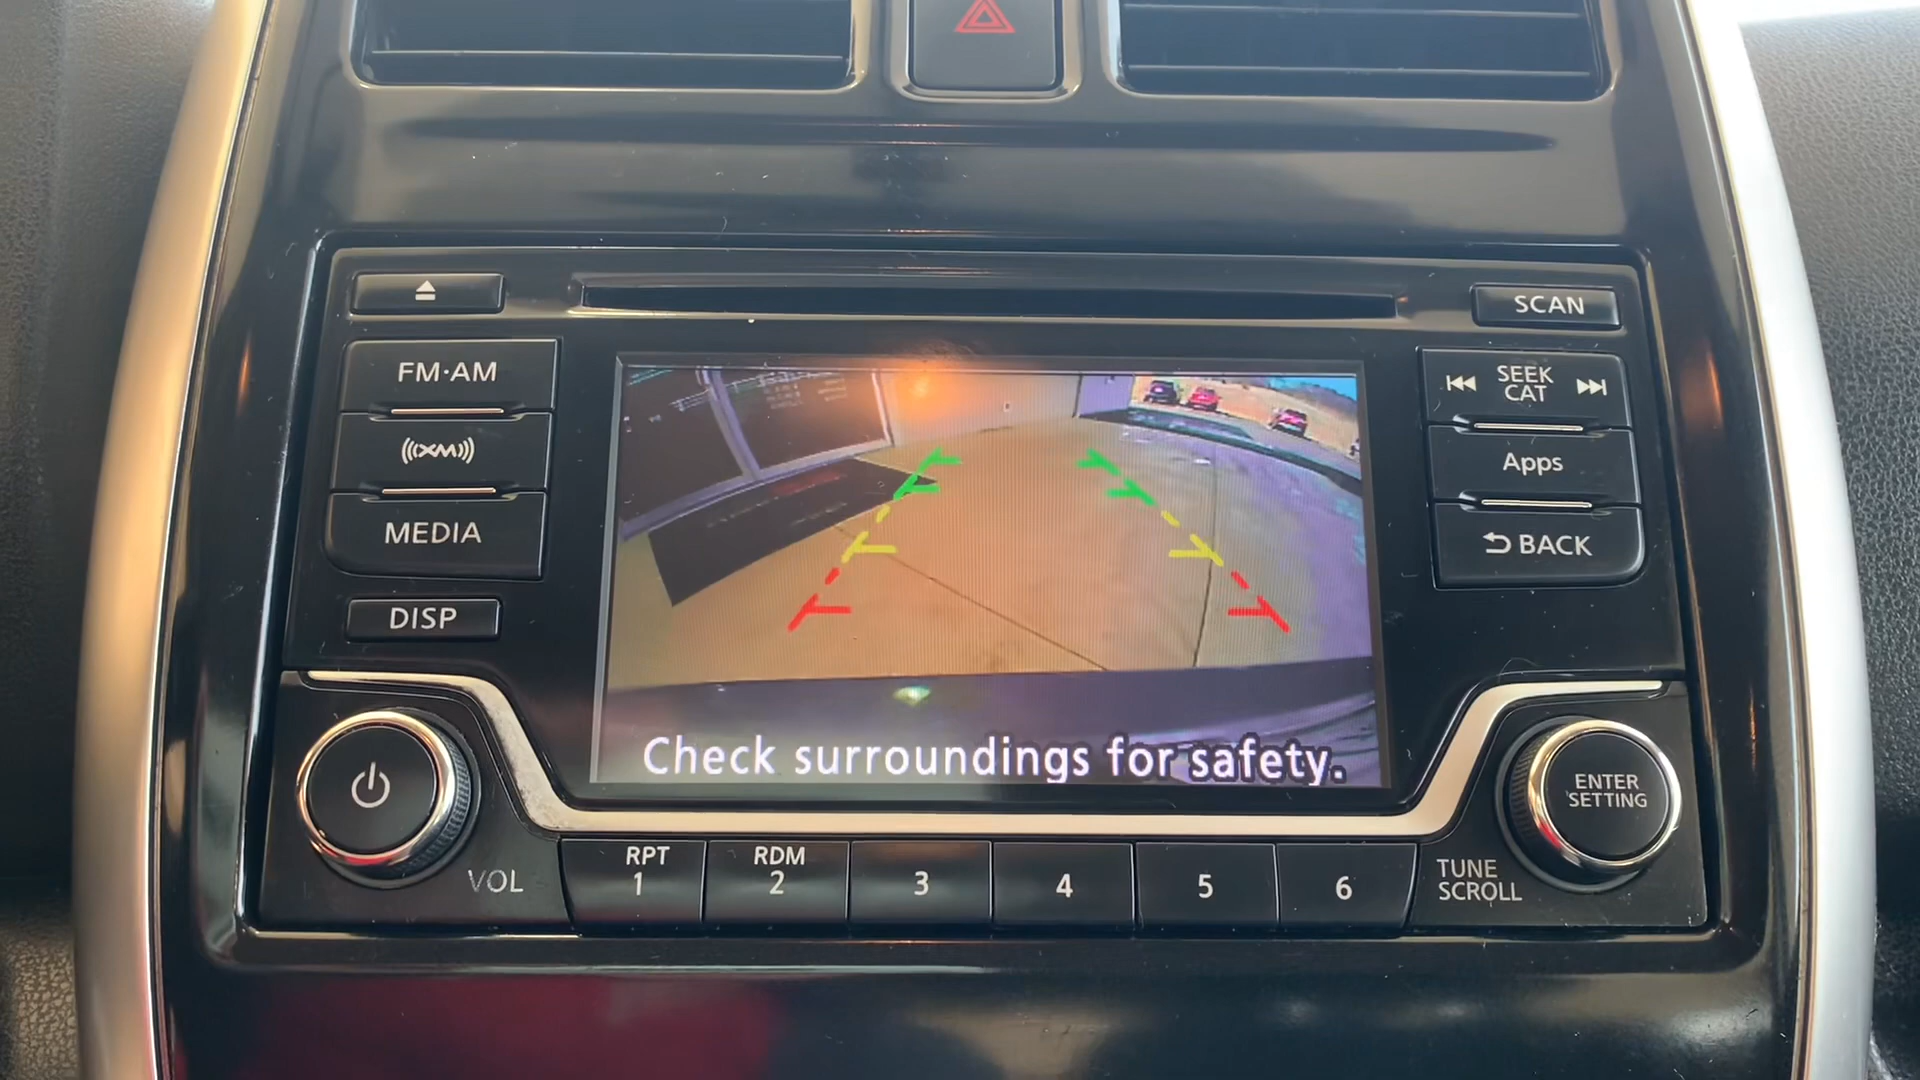 SCAN
FM·AM
SEEK
CAT
XM
Apps
MEDIA
BACK
DISP
Check surroundings for safety.
ENTER
SETTING
VOL
RPT
1
RDM
2
3
4
5
6
TUNE
SCROLL